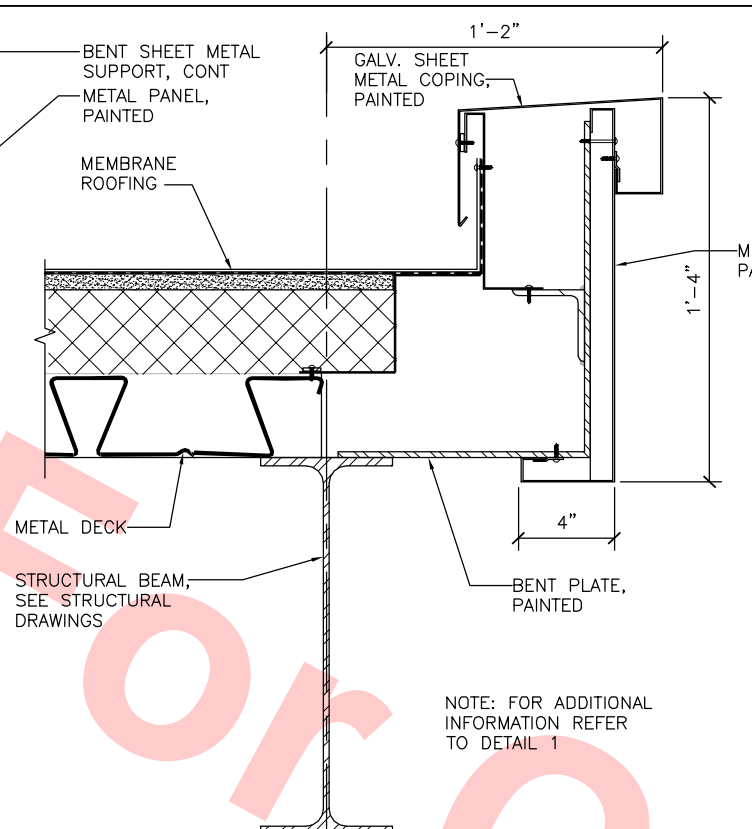 BENT SHEET METAL
SUPPORT, CONT
METAL PANEL,
PAINTED
MEMBRANE
ROOFING
1'-2"
GALV. SHEET
METAL COPING,
PAINTED
1'-4"
4"
METAL DECK
STRUCTURAL BEAM,
SEE STRUCTURAL
DRAWINGS
BENT PLATE,
PAINTED
NOTE: FOR ADDITIONAL
INFORMATION REFER
TO DETAIL 1
For